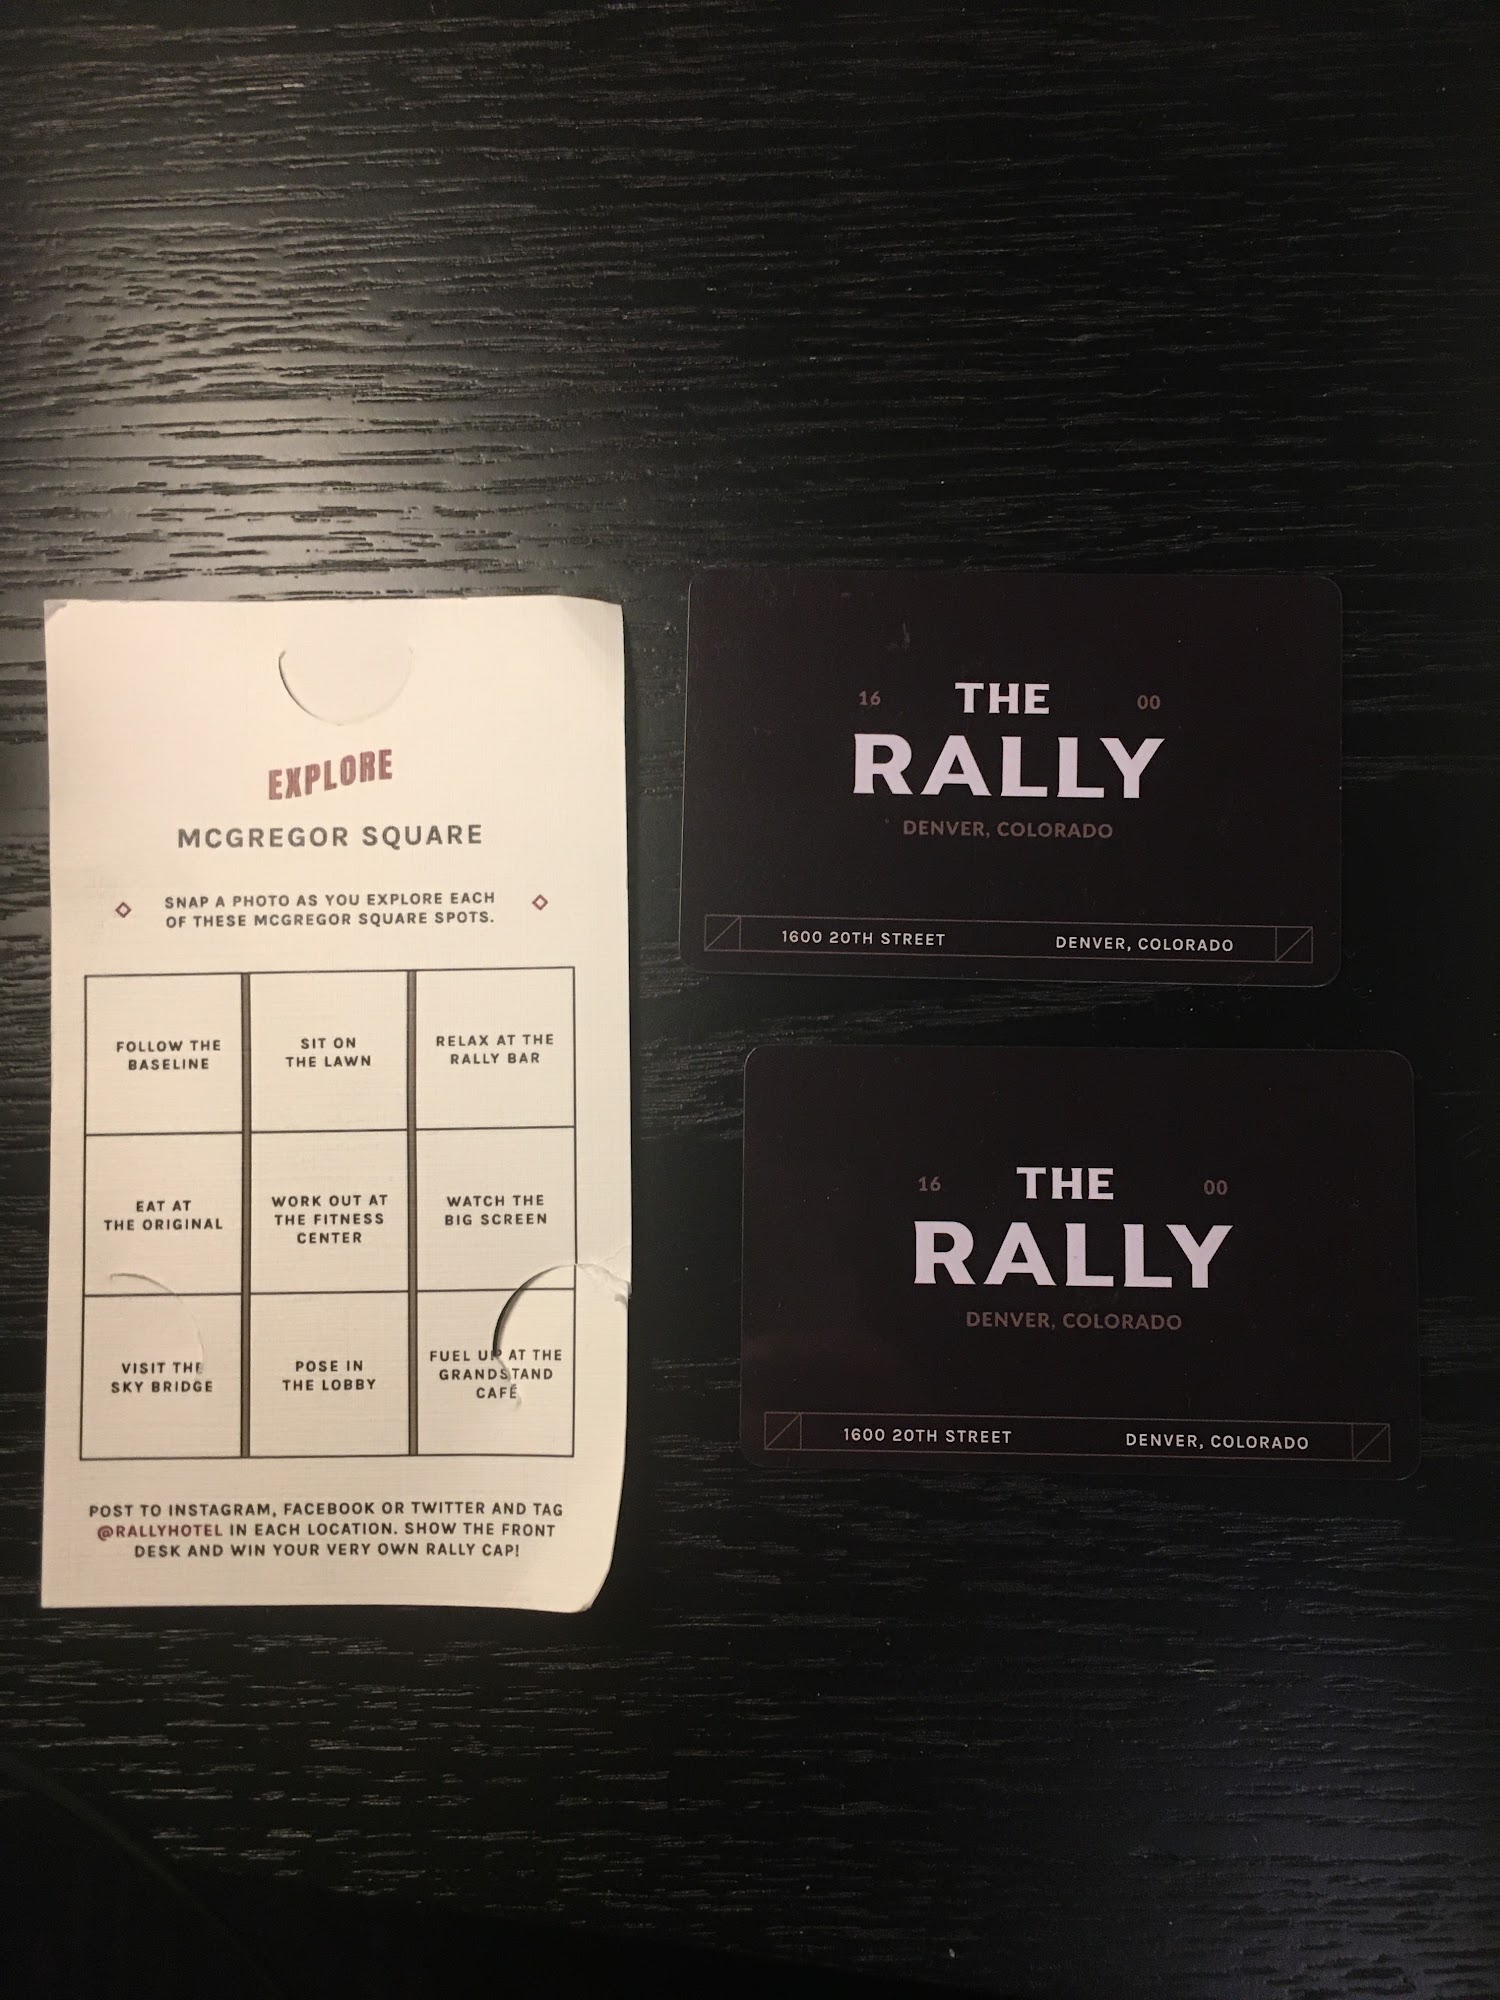 EXPLORE
MCGREGOR SQUARE
SNAP A PHOTO AS YOU EXPLORE EACH
OF THESE MCGREGOR SQUARE SPOTS.
FOLLOW THE
BASELINE
SIT ON
THE LAWN
RELAX AT THE
RALLY BAR
EAT AT
THE ORIGINAL
WORK OUT AT
THE FITNESS
CENTER
WATCH THE
BIG SCREEN
VISIT THE
SKY BRIDGE
POSE IN
THE LOBBY
FUEL UP AT THE
GRANDSTAND
CAFÉ
POST TO INSTAGRAM, FACEBOOK OR TWITTER AND TAG
@RALLYHOTEL IN EACH LOCATION. SHOW THE FRONT
DESK AND WIN YOUR VERY OWN RALLY CAP!
16 THE 00
RALLY
DENVER, COLORADO
1600 20TH STREET DENVER, COLORADO
16 THE 00
RALLY
DENVER, COLORADO
1600 20TH STREET DENVER, COLORADO